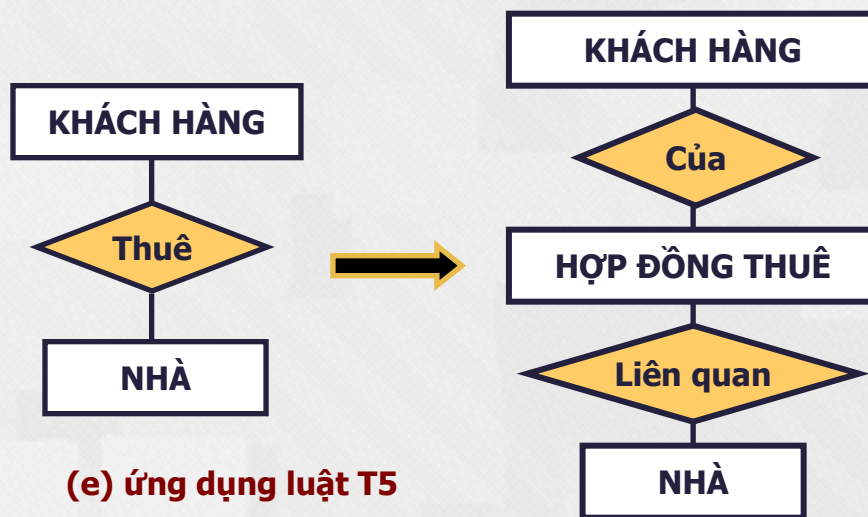 KHÁCH HÀNG
Thuê
NHÀ
(e) ứng dụng luật T5
KHÁCH HÀNG
Của
HỢP ĐỒNG THUÊ
Liên quan
NHÀ